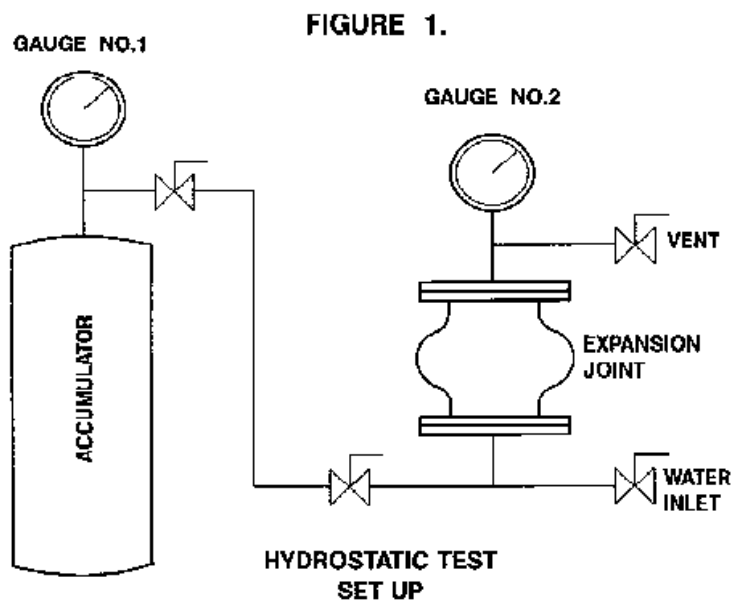 FIGURE 1.
GAUGE NO.1
GAUGE NO.2
VENT
EXPANSION
JOINT
ACCUMULATOR
WATER
INLET
HYDROSTATIC TEST
SET UP